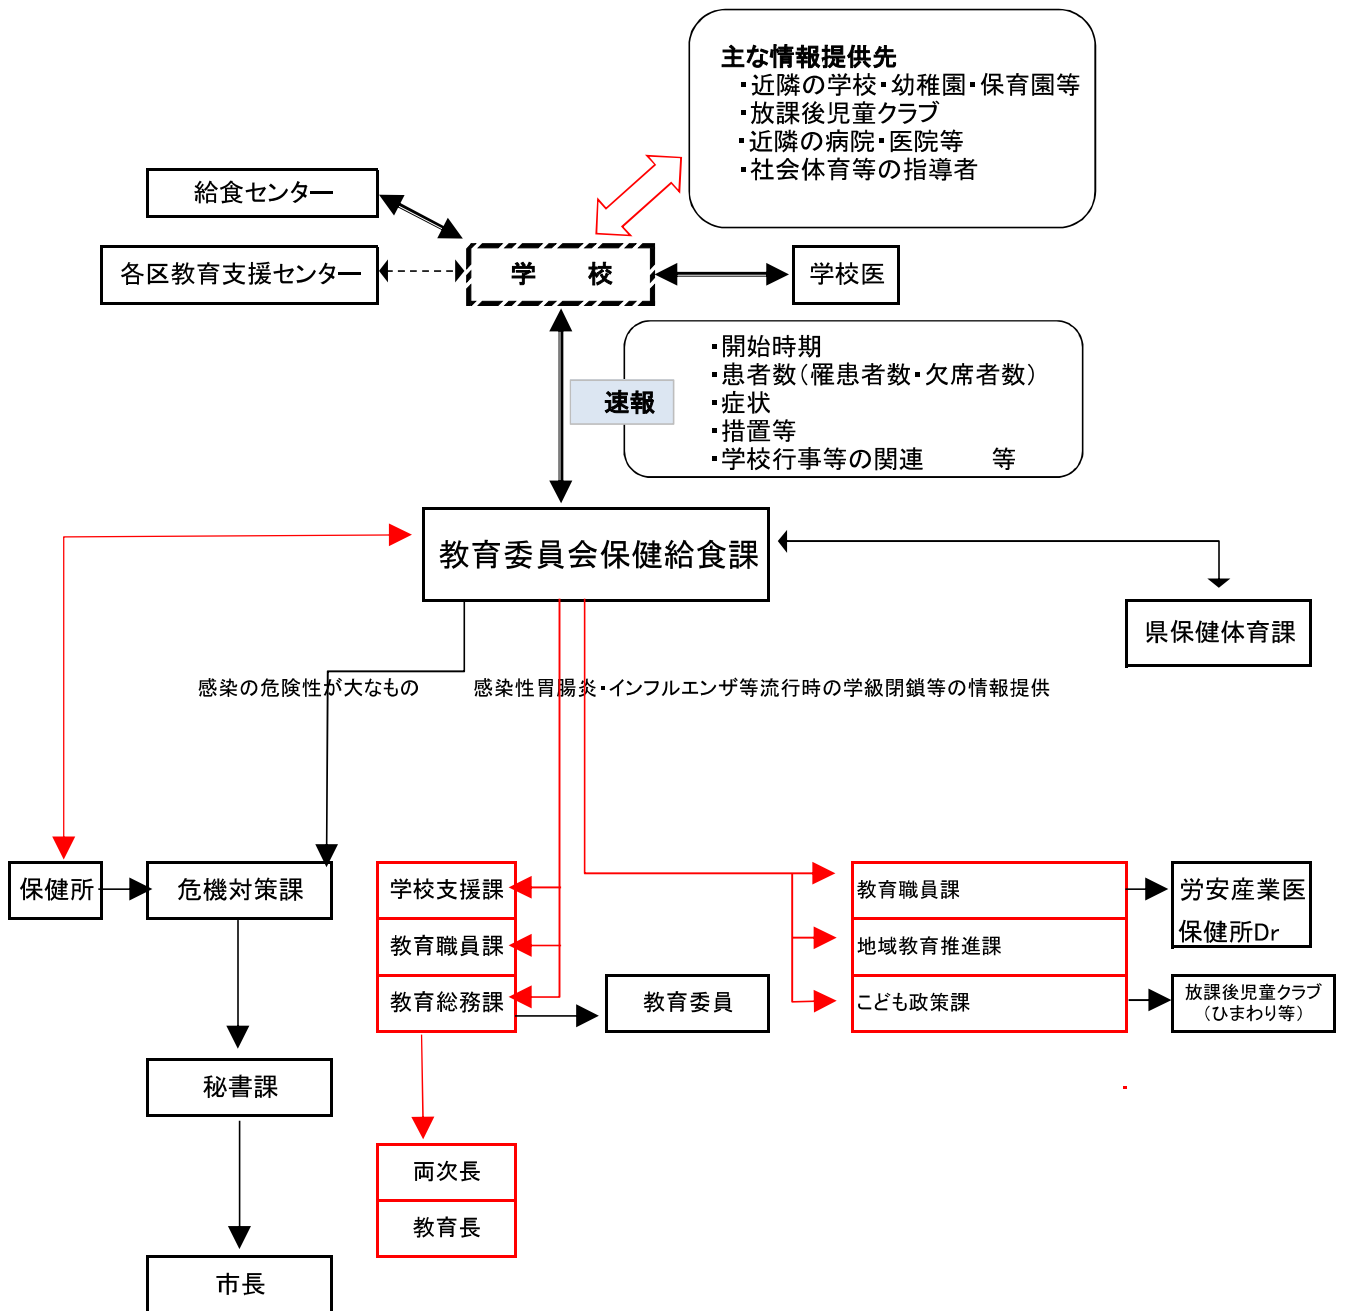 主な情報提供先
・近隣の学校・幼稚園・保育園等
・放課後児童クラブ
・近隣の病院・医院等
・社会体育等の指導者
給食センター
各区教育支援センター
学　　校
学校医
・開始時期
・患者数（罹患者数・欠席者数）
速報
・症状
・措置等
・学校行事等の関連　　　等
教育委員会保健給食課
県保健体育課
感染の危険性が大なもの
感染性胃腸炎・インフルエンザ等流行時の学級閉鎖等の情報提供
保健所
危機対策課
学校支援課
教育職員課
教育総務課
教育委員
教育職員課
地域教育推進課
こども政策課
労安産業医
保健所Dr
放課後児童クラブ
（ひまわり等）
秘書課
両次長
教育長
市長